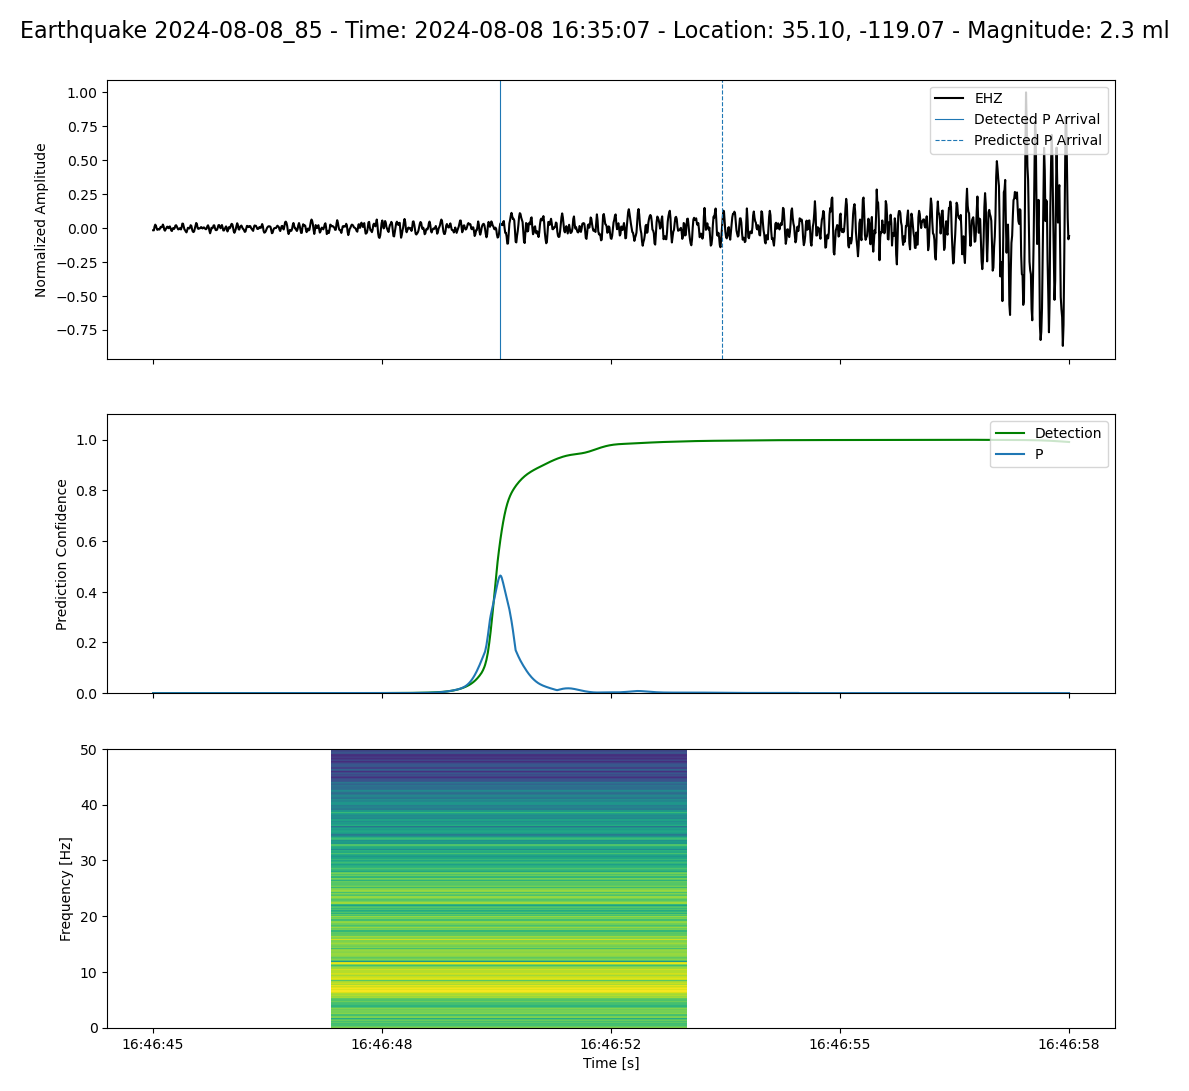 Earthquake 2024-08-08_85 - Time: 2024-08-08 16:35:07 - Location: 35.10, -119.07 - Magnitude: 2.3 ml
1.00
0.75
0.50
0.25
0.00
−0.25
−0.50
−0.75
Normalized Amplitude
EHZ
Detected P Arrival
Predicted P Arrival
1.0
0.8
0.6
0.4
0.2
0.0
Prediction Confidence
Detection
P
50
40
30
20
10
0
Frequency [Hz]
16:46:45
16:46:48
16:46:52
16:46:55
16:46:58
Time [s]